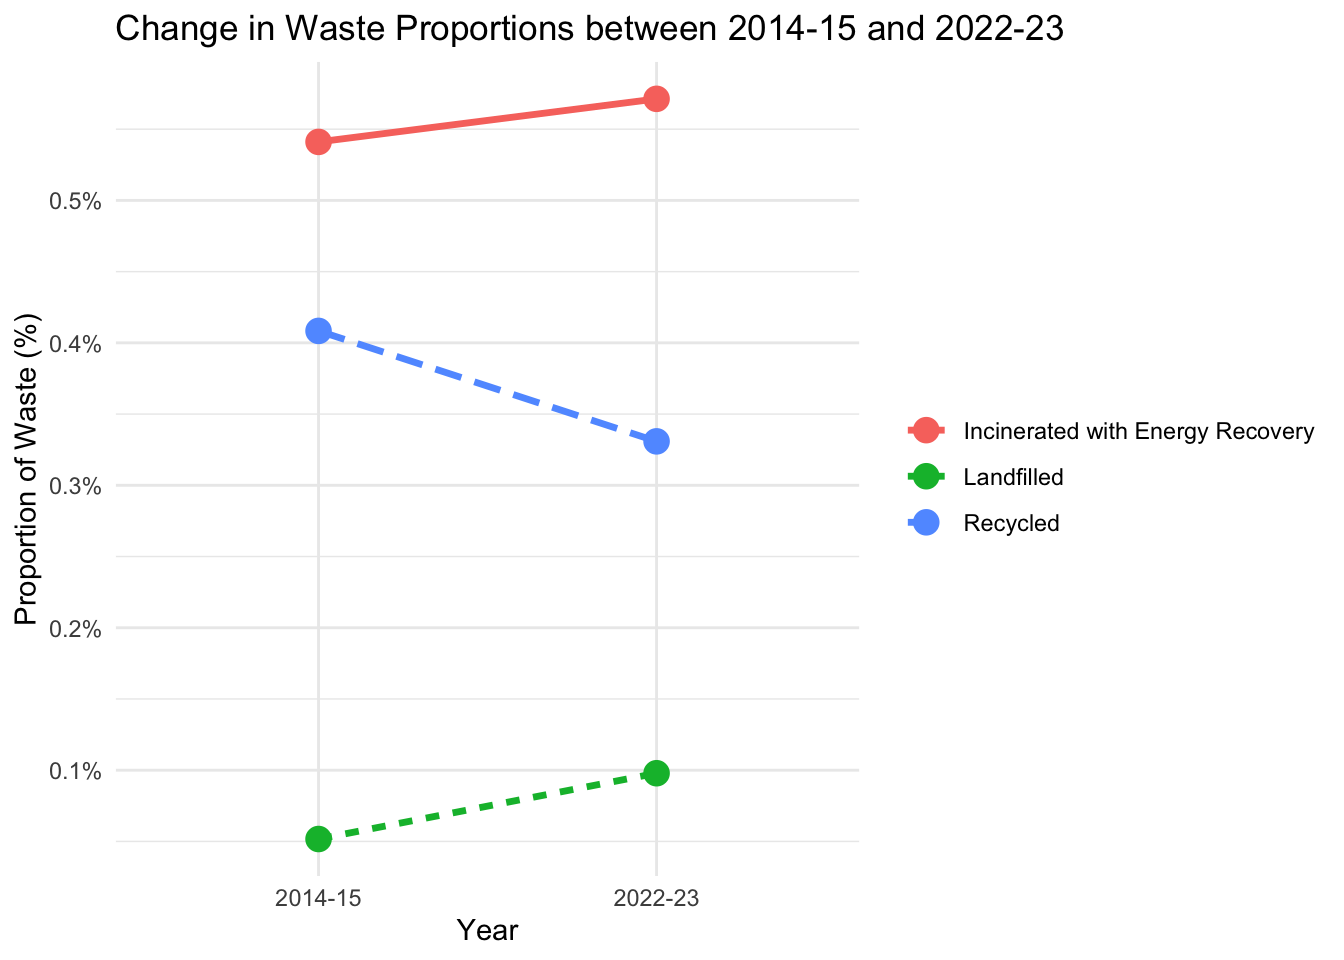 Change in Waste Proportions between 2014-15 and 2022-23
Proportion of Waste (%)
0.5%
0.4%
0.3%
0.2%
0.1%
2014-15
2022-23
Year
Incinerated with Energy Recovery
Landfilled
Recycled